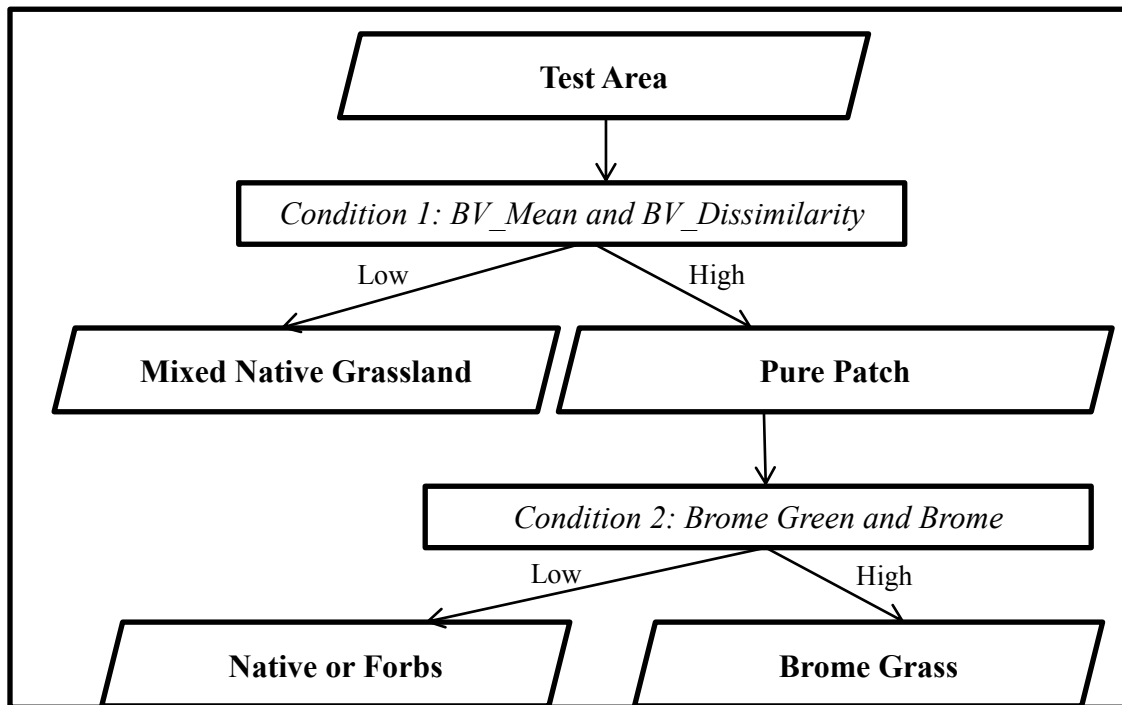 Test Area
Condition 1: BV_Mean and BV_Dissimilarity
Low
High
Mixed Native Grassland
Pure Patch
Condition 2: Brome Green and Brome
Low
High
Native or Forbs
Brome Grass